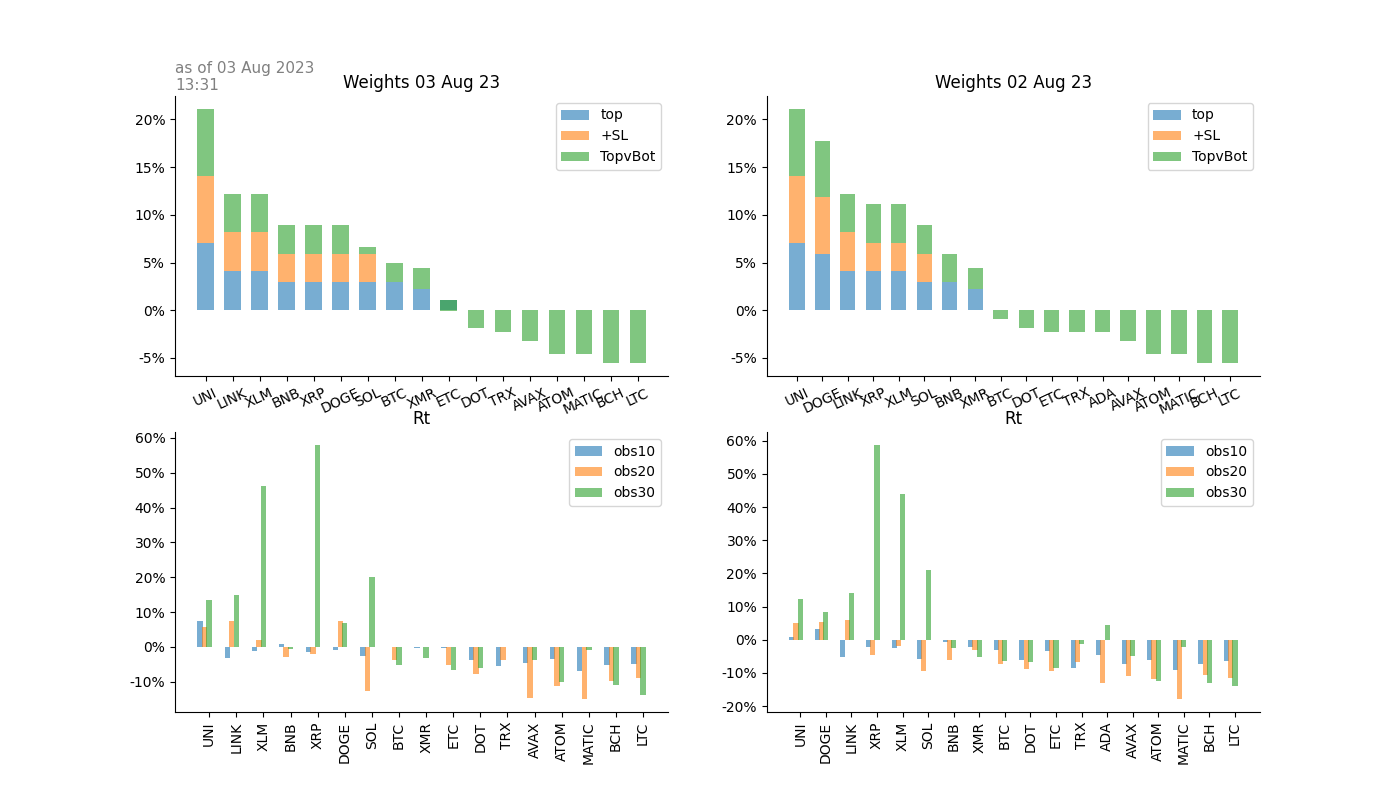 as of 03 Aug 2023
13:31
Weights 03 Aug 23
20%
15%
10%
5%
0%
-5%
top
+SL
TopvBot
UNI LINK XLM BNB XRP DOGE SOL BTC XMR ETC DOT TRX AVAX ATOM MATIC BCH LTC
Weights 02 Aug 23
20%
15%
10%
5%
0%
-5%
top
+SL
TopvBot
UNI DOGE LINK XRP XLM SOL BNB XMR BTC DOT ETC TRX ADA AVAX ATOM MATIC BCH LTC
Rt
60%
50%
40%
30%
20%
10%
0%
-10%
obs10
obs20
obs30
UNI LINK XLM BNB XRP DOGE SOL BTC XMR ETC DOT TRX AVAX ATOM MATIC BCH LTC
Rt
60%
50%
40%
30%
20%
10%
0%
-10%
-20%
obs10
obs20
obs30
UNI DOGE LINK XRP XLM SOL BNB XMR BTC DOT ETC TRX ADA AVAX ATOM MATIC BCH LTC